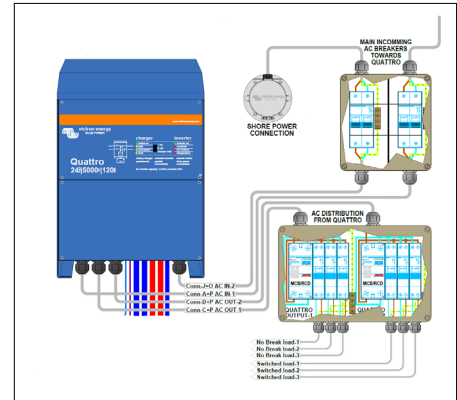 MAIN INCOMMING
AC BREAKERS
TOWARDS
QUATTRO
SHORE POWER
CONNECTION
victron energy
BLUE POWER
charger
inverter
Quattro
24|5000|120t
AC DISTRIBUTION
FROM QUATTRO
MCB/RCD
MCB/RCD
QUATTRO
OUTPUT-1
QUATTRO
Conn-J+O AC IN-2
Conn-A+P AC IN-1
Conn-D+P AC OUT-2
Conn-C+P AC OUT-1
No Break load-1
No Break load-2
No Break load-3
Switched load-1
Switched load-2
Switched load-3